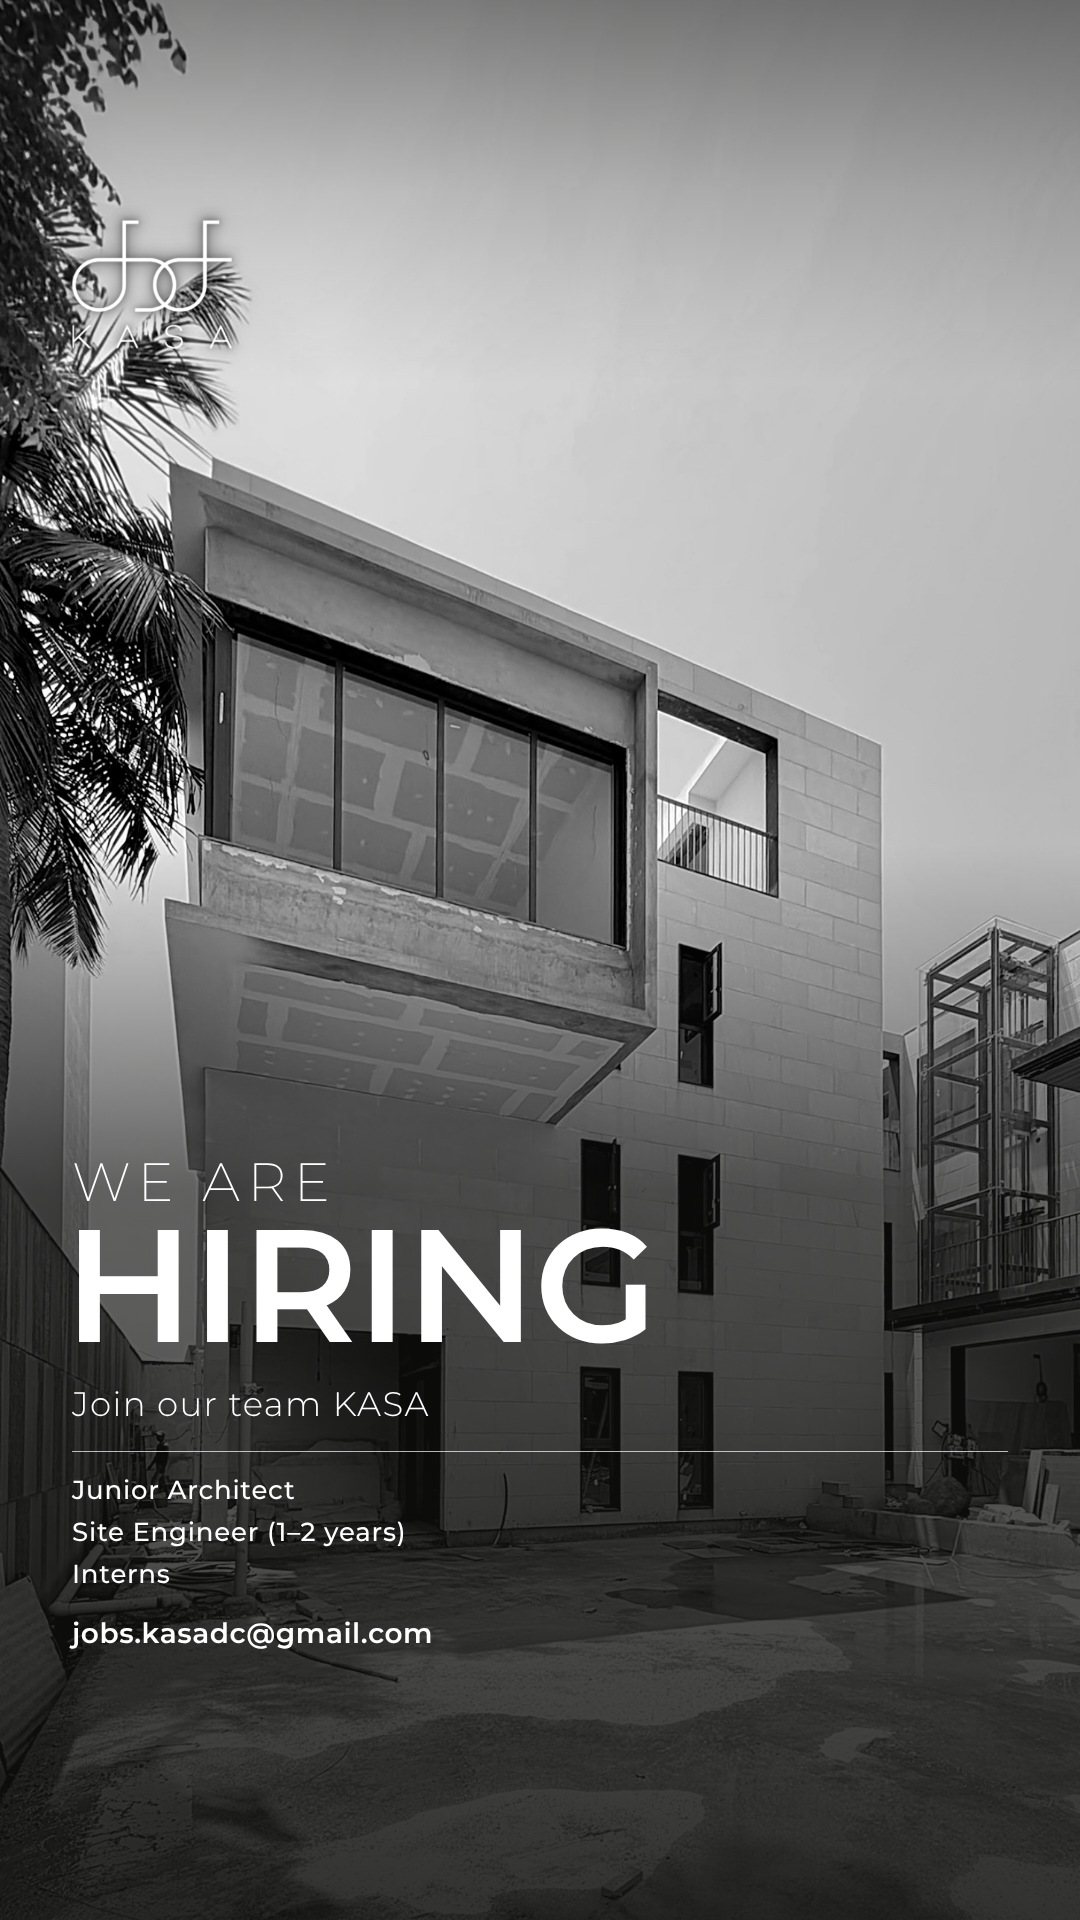 KASA
WE ARE
HIRING
Join our team KASA
Junior Architect
Site Engineer (1–2 years)
Interns
jobs.kasadc@gmail.com